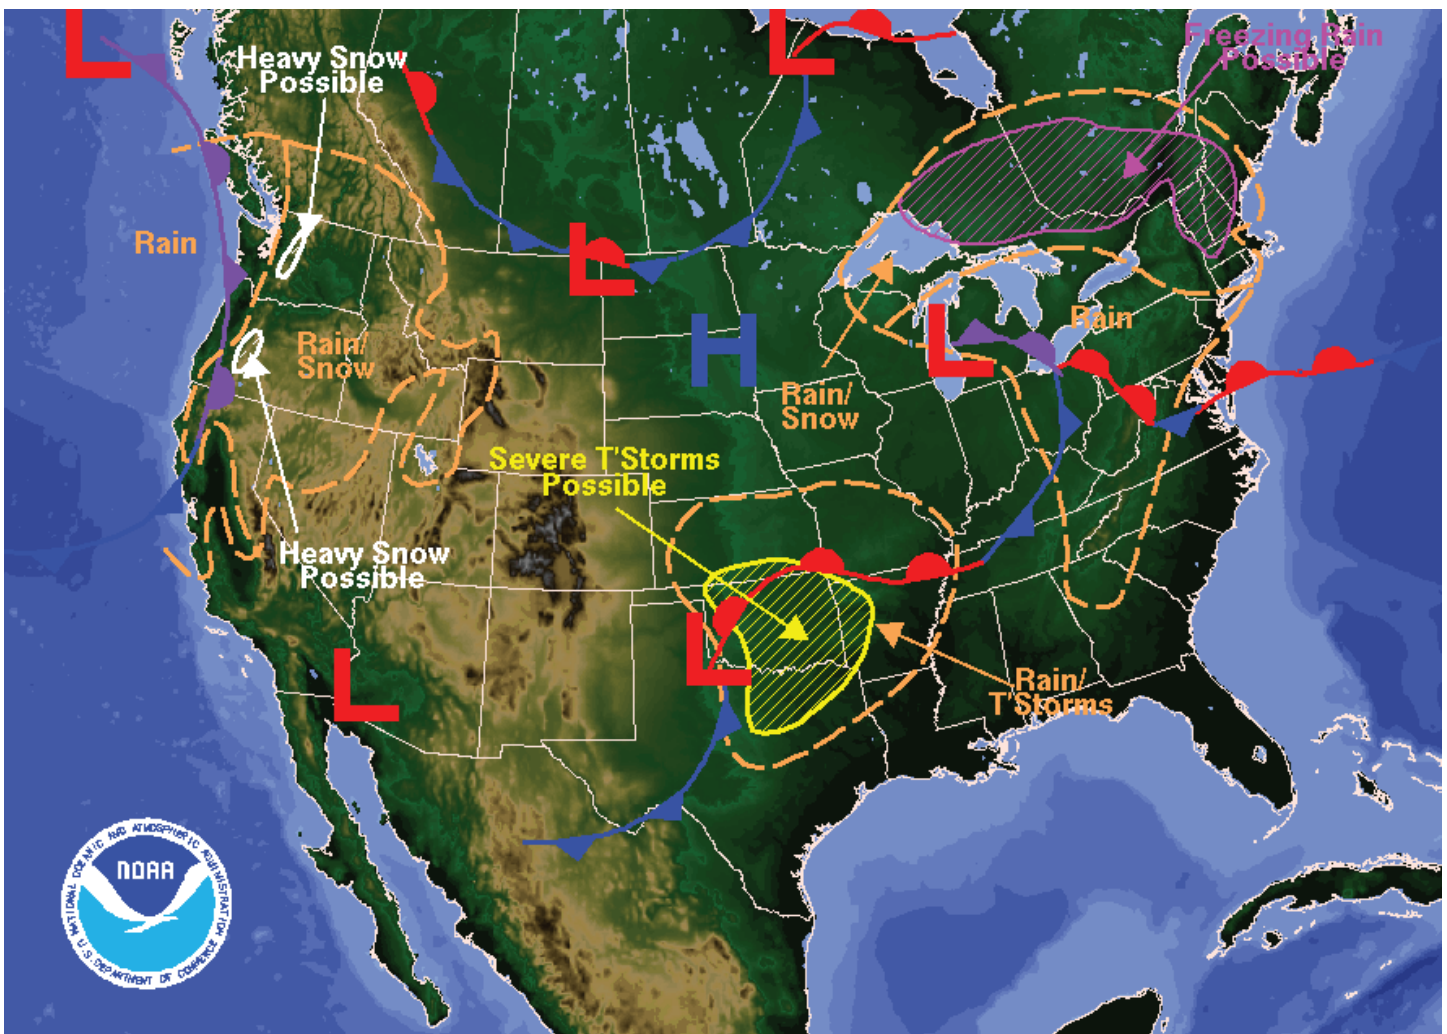 L
L
Heavy Snow
Possible
Freezing Rain
Possible
Rain
L
H
L
Rain
Rain/
Snow
Rain/
Snow
Severe T'Storms
Possible
Heavy Snow
Possible
L
L
Rain/
T'Storms
NATIONAL OCEANIC AND ATMOSPHERIC ADMINISTRATION
NOAA
U.S. DEPARTMENT OF COMMERCE